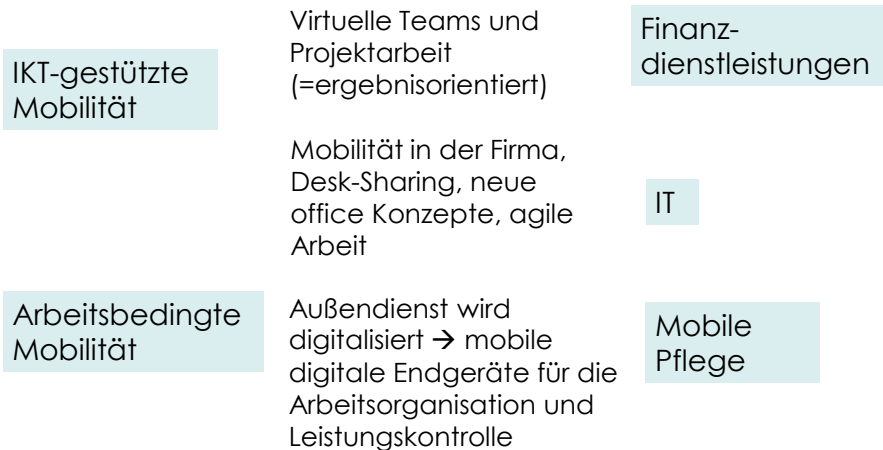 IKT-gestützte
Mobilität
Virtuelle Teams und
Projektarbeit
(=ergebnisorientiert)
Finanz-
dienstleistungen
Mobilität in der Firma,
Desk-Sharing, neue
office Konzepte, agile
Arbeit
IT
Arbeitsbedingte
Mobilität
Außendienst wird
digitalisiert → mobile
digitale Endgeräte für die
Arbeitsorganisation und
Leistungskontrolle
Mobile
Pflege